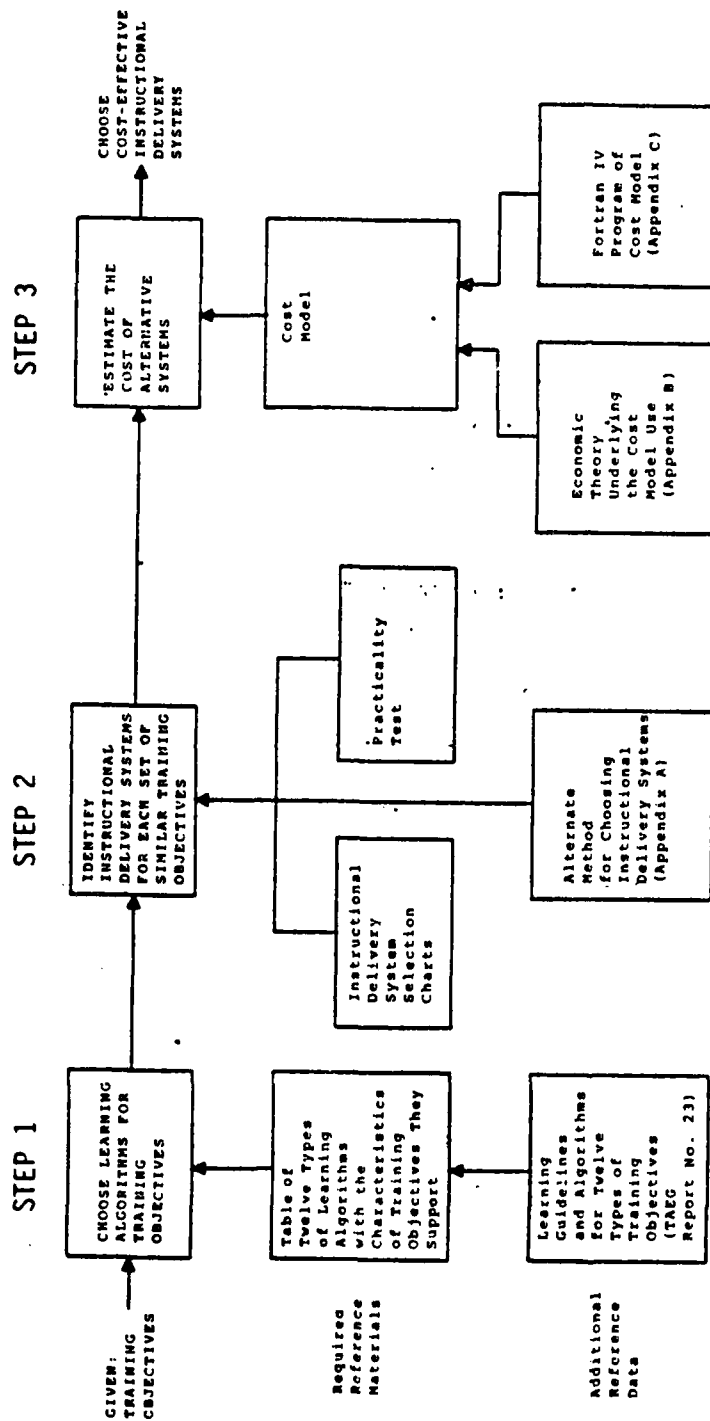 STEP 1
STEP 2
STEP 3
GIVEN:
TRAINING
OBJECTIVES
CHOOSE LEARNING
ALGORITHMS FOR
TRAINING
OBJECTIVES
IDENTIFY
INSTRUCTIONAL
DELIVERY SYSTEMS
FOR EACH SET OF
SIMILAR TRAINING
OBJECTIVES
ESTIMATE THE
COST OF
ALTERNATIVE
SYSTEMS
CHOOSE
COST-EFFECTIVE
INSTRUCTIONAL
DELIVERY
SYSTEMS
Required
Reference
Materials
Table of
Twelve Types
of Learning
Algorithms
with the
Characteristics
of Training
Objectives They
Support
Instructional
Delivery
System
Selection
Charts
Practicality
Test
Cost
Model
Additional
Reference
Data
Learning
Guidelines
and Algorithms
for Twelve
Types of
Training
Objectives
(TAEG
Report No. 23)
Alternate
Method
for Choosing
Instructional
Delivery Systems
(Appendix A)
Economic
Theory
Underlying
the Cost
Model Use
(Appendix B)
Fortran IV
Program of
Cost Model
(Appendix C)